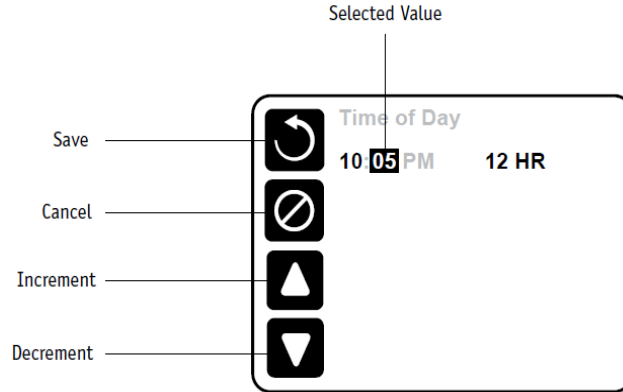 Selected Value
Time of Day
Save
10:05 PM 12 HR
Cancel
Increment
Decrement